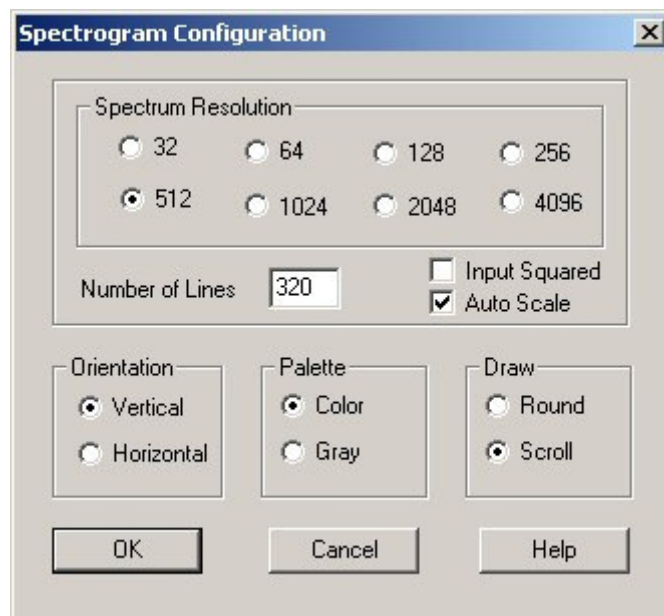 Spectrogram Configuration
Spectrum Resolution
32 64 128 256
512 1024 2048 4096
Number of Lines 320
Input Squared
Auto Scale
Orientation Palette Draw
Vertical Color Round
Horizontal Gray Scroll
OK Cancel Help